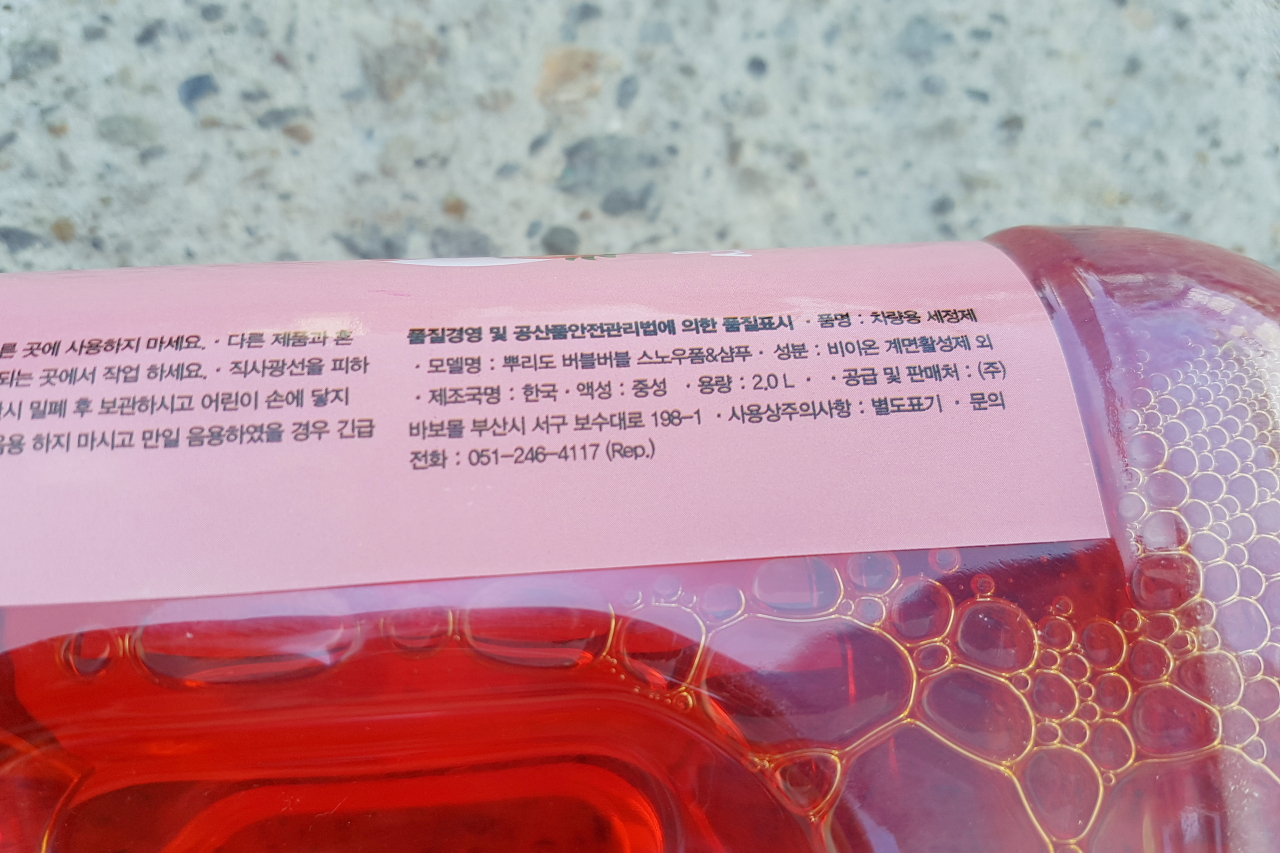 른 곳에 사용하지 마세요. · 다른 제품과 혼
되는 곳에서 작업 하세요. · 직사광선을 피하
시 밀폐 후 보관하시고 어린이 손에 닿지
용 하지 마시고 만일 음용하였을 경우 긴급
품질경영 및 공산품안전관리법에 의한 품질표시 · 품명 : 차량용 세정제
· 모델명 : 뿌리도 버블버블 스노우폼&샴푸 · 성분 : 비이온 계면활성제 외
· 제조국명 : 한국 · 액성 : 중성 · 용량 : 2,0 L · · 공급 및 판매처 : (주)
바보몰 부산시 서구 보수대로 198-1 · 사용상주의사항 : 별도표기 · 문의
전화 : 051-246-4117 (Rep.)